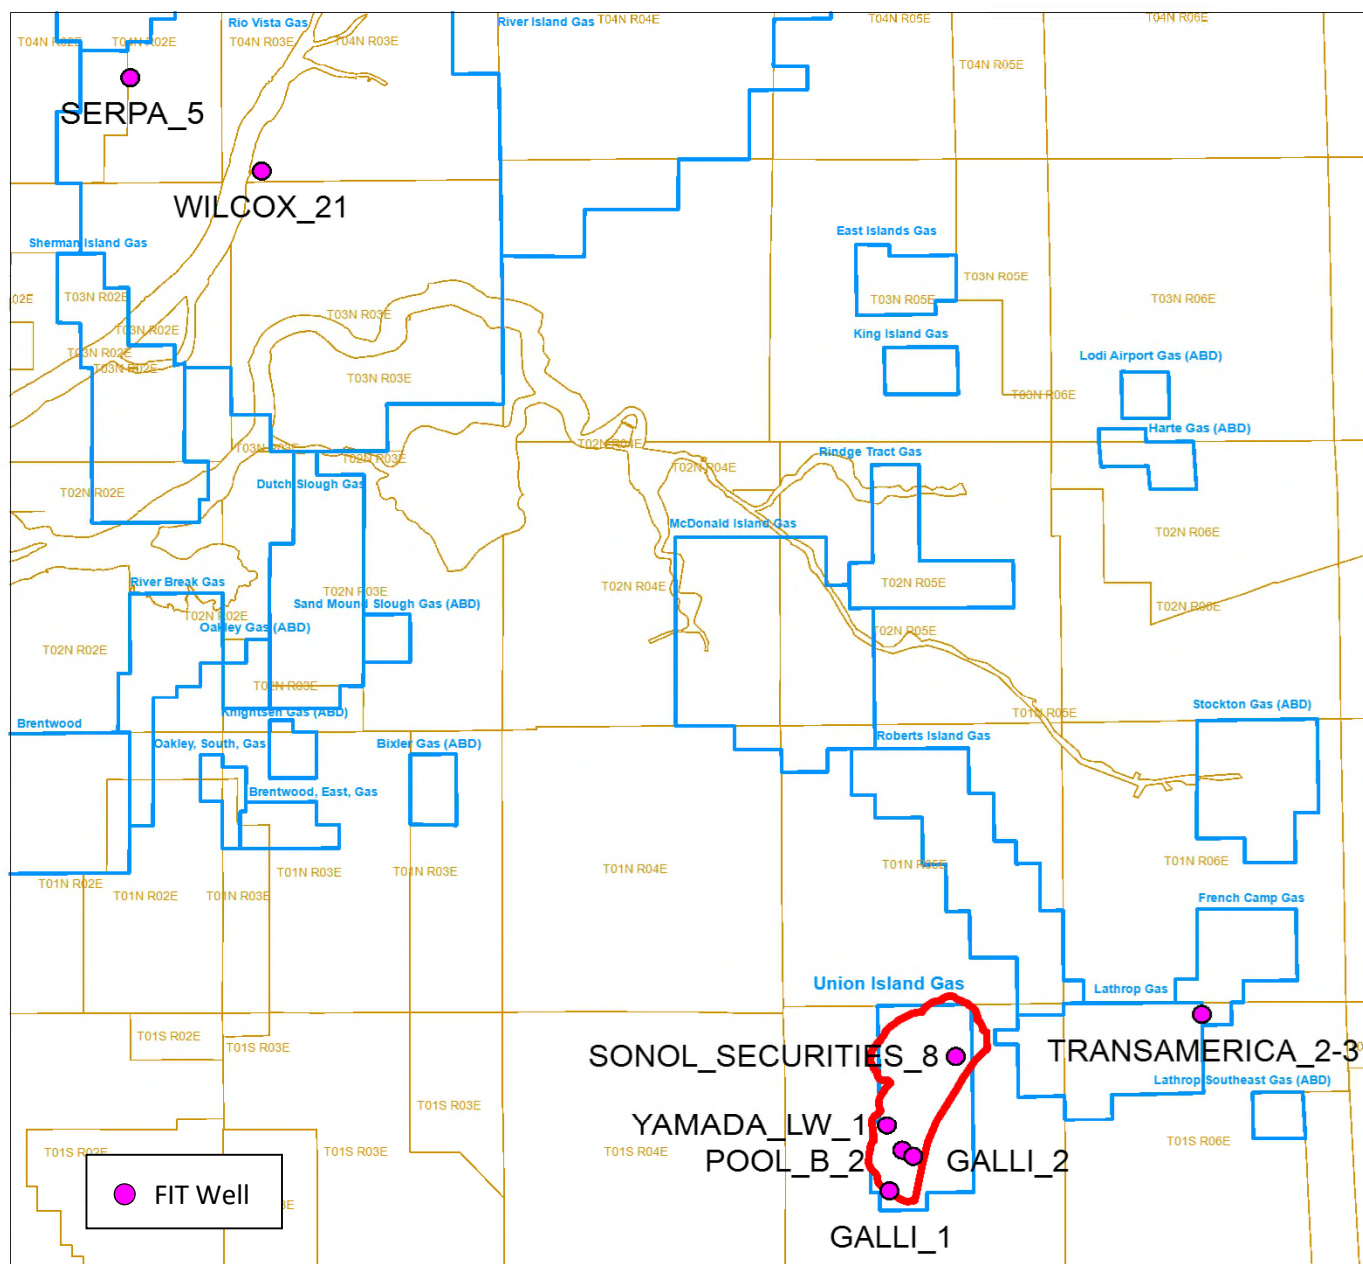 Rio Vista Gas
River Island Gas
T04N R04E
T04N R05E
T04N R06E
T04N R02E
T04N R02E
T04N R03E
T04N R03E
T04N R05E
SERPA_5
WILCOX_21
Sherman Island Gas
East Islands Gas
T03N R05E
02E
T03N R02E
T03N R05E
T03N R06E
T03N R03E
T03N R02E
King Island Gas
T03N R02E
Lodi Airport Gas (ABD)
T03N R02E
T03N R03E
T03N R06E
Harte Gas (ABD)
T03N R03E
T02N R04E
T02N R03E
Rindge Tract Gas
T02N R04E
Dutch Slough Gas
T02N R02E
McDonald Island Gas
T02N R06E
River Break Gas
T02N R03E
T02N R04E
T02N R05E
Sand Mound Slough Gas (ABD)
T02N R06E
T02N R02E
Oakley Gas (ABD)
T02N R05E
T02N R02E
T02N R03E
Knightsen Gas (ABD)
T01N R05E
Stockton Gas (ABD)
Brentwood
Oakley, South, Gas
Bixler Gas (ABD)
Roberts Island Gas
Brentwood, East, Gas
T01N R02E
T01N R02E
T01N R03E
T01N R03E
T01N R03E
T01N R04E
T01N R05E
T01N R06E
French Camp Gas
Union Island Gas
Lathrop Gas
T01S R02E
T01S R03E
SONOL_SECURITIES_8
TRANSAMERICA_2-3
Lathrop Southeast Gas (ABD)
T01S R03E
YAMADA_LW_1
T01S R06E
T01S R02E
T01S R03E
T01S R04E
POOL_B_2
GALLI_2
FIT Well
GALLI_1